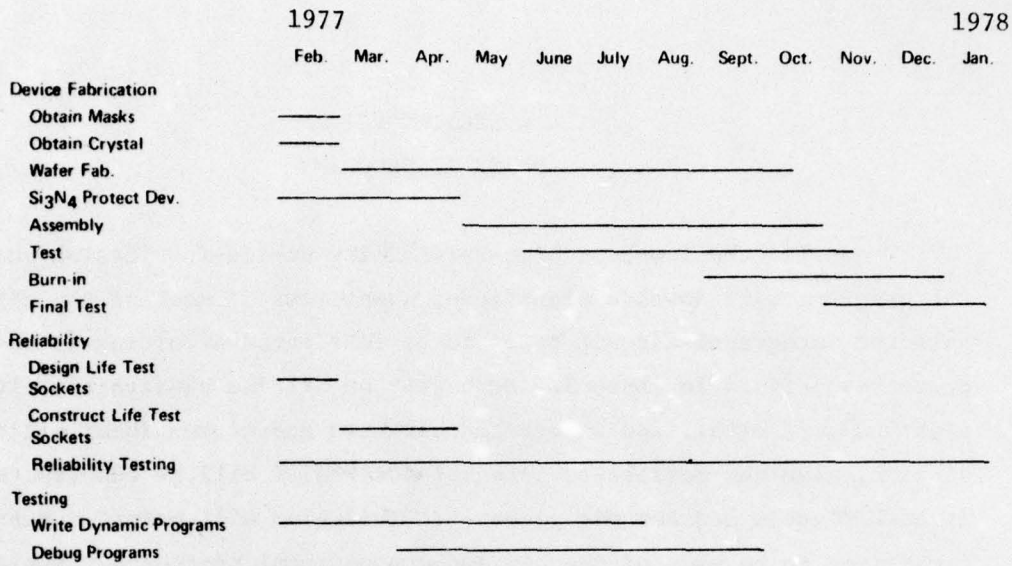 1977 1978
Feb. Mar. Apr. May June July Aug. Sept. Oct. Nov. Dec. Jan.
Device Fabrication
Obtain Masks
Obtain Crystal
Wafer Fab.
Si3N4 Protect Dev.
Assembly
Test
Burn-in
Final Test
Reliability
Design Life Test
Sockets
Construct Life Test
Sockets
Reliability Testing
Testing
Write Dynamic Programs
Debug Programs